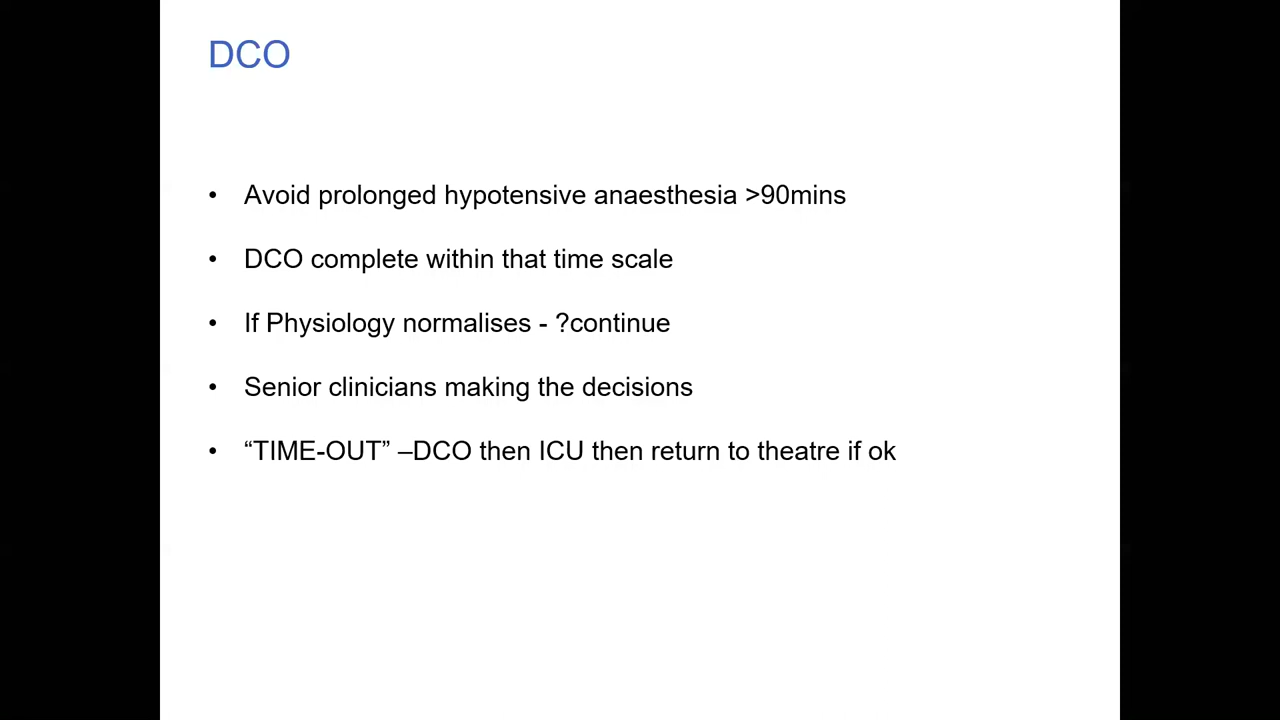 DCO
• Avoid prolonged hypotensive anaesthesia >90mins
• DCO complete within that time scale
• If Physiology normalises - ?continue
• Senior clinicians making the decisions
• “TIME-OUT” –DCO then ICU then return to theatre if ok